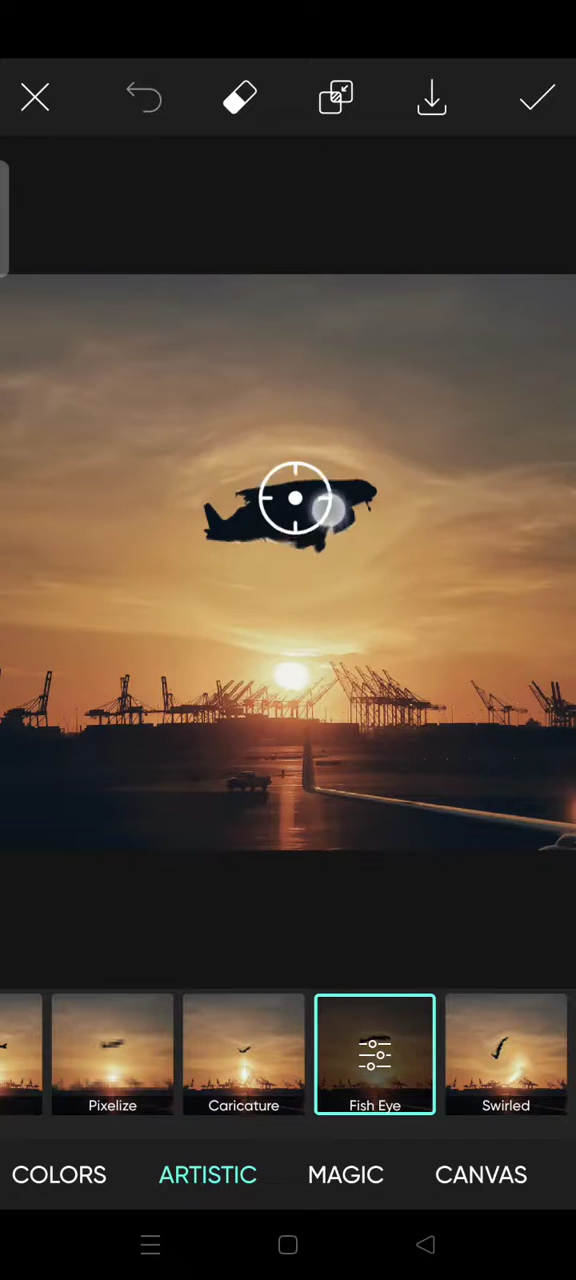 Pixelize
Caricature
Fish Eye
Swirled
COLORS
ARTISTIC
MAGIC
CANVAS